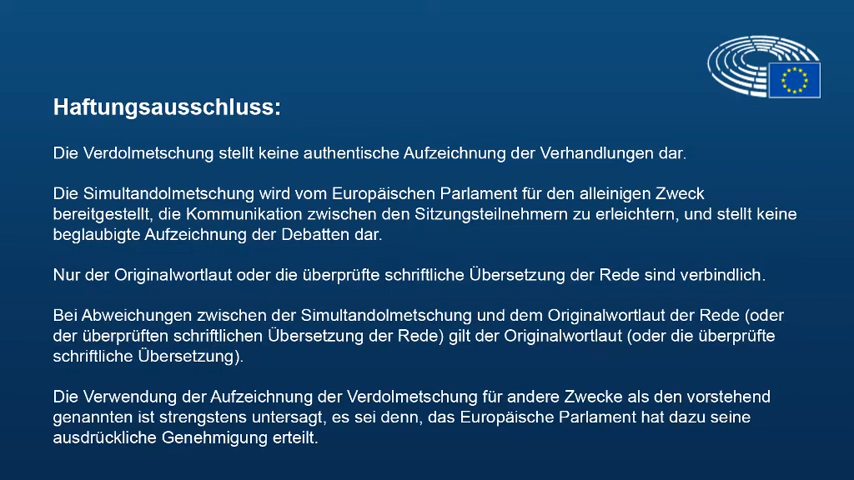 Haftungsausschluss:
Die Verdolmetschung stellt keine authentische Aufzeichnung der Verhandlungen dar.
Die Simultandolmetschung wird vom Europäischen Parlament für den alleinigen Zweck
bereitgestellt, die Kommunikation zwischen den Sitzungsteilnehmern zu erleichtern, und stellt keine
beglaubigte Aufzeichnung der Debatten dar.
Nur der Originalwortlaut oder die überprüfte schriftliche Übersetzung der Rede sind verbindlich.
Bei Abweichungen zwischen der Simultandolmetschung und dem Originalwortlaut der Rede (oder
der überprüften schriftlichen Übersetzung der Rede) gilt der Originalwortlaut (oder die überprüfte
schriftliche Übersetzung).
Die Verwendung der Aufzeichnung der Verdolmetschung für andere Zwecke als den vorstehend
genannten ist strengstens untersagt, es sei denn, das Europäische Parlament hat dazu seine
ausdrückliche Genehmigung erteilt.